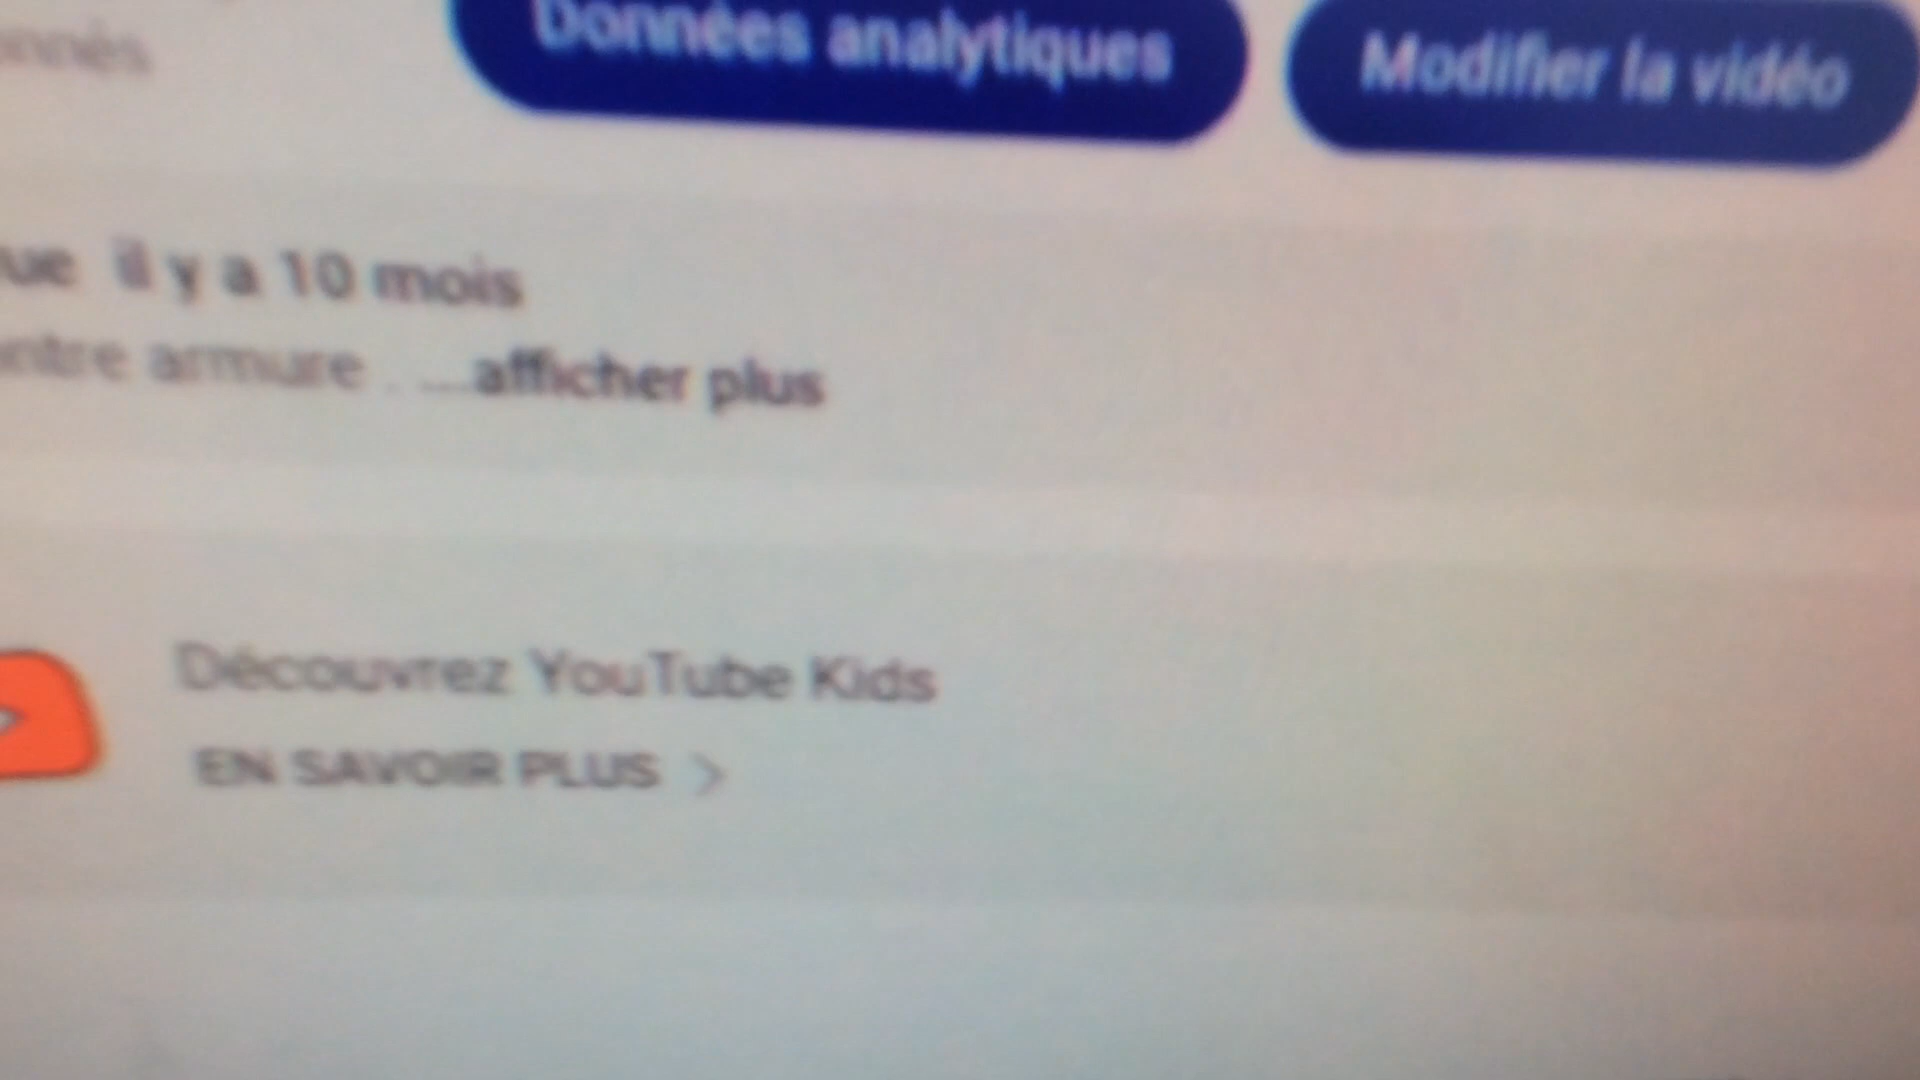 Données analytiques
Modifier la vidéo
il y a 10 mois
armure . ...afficher plus
Découvrez YouTube Kids
EN SAVOIR PLUS >